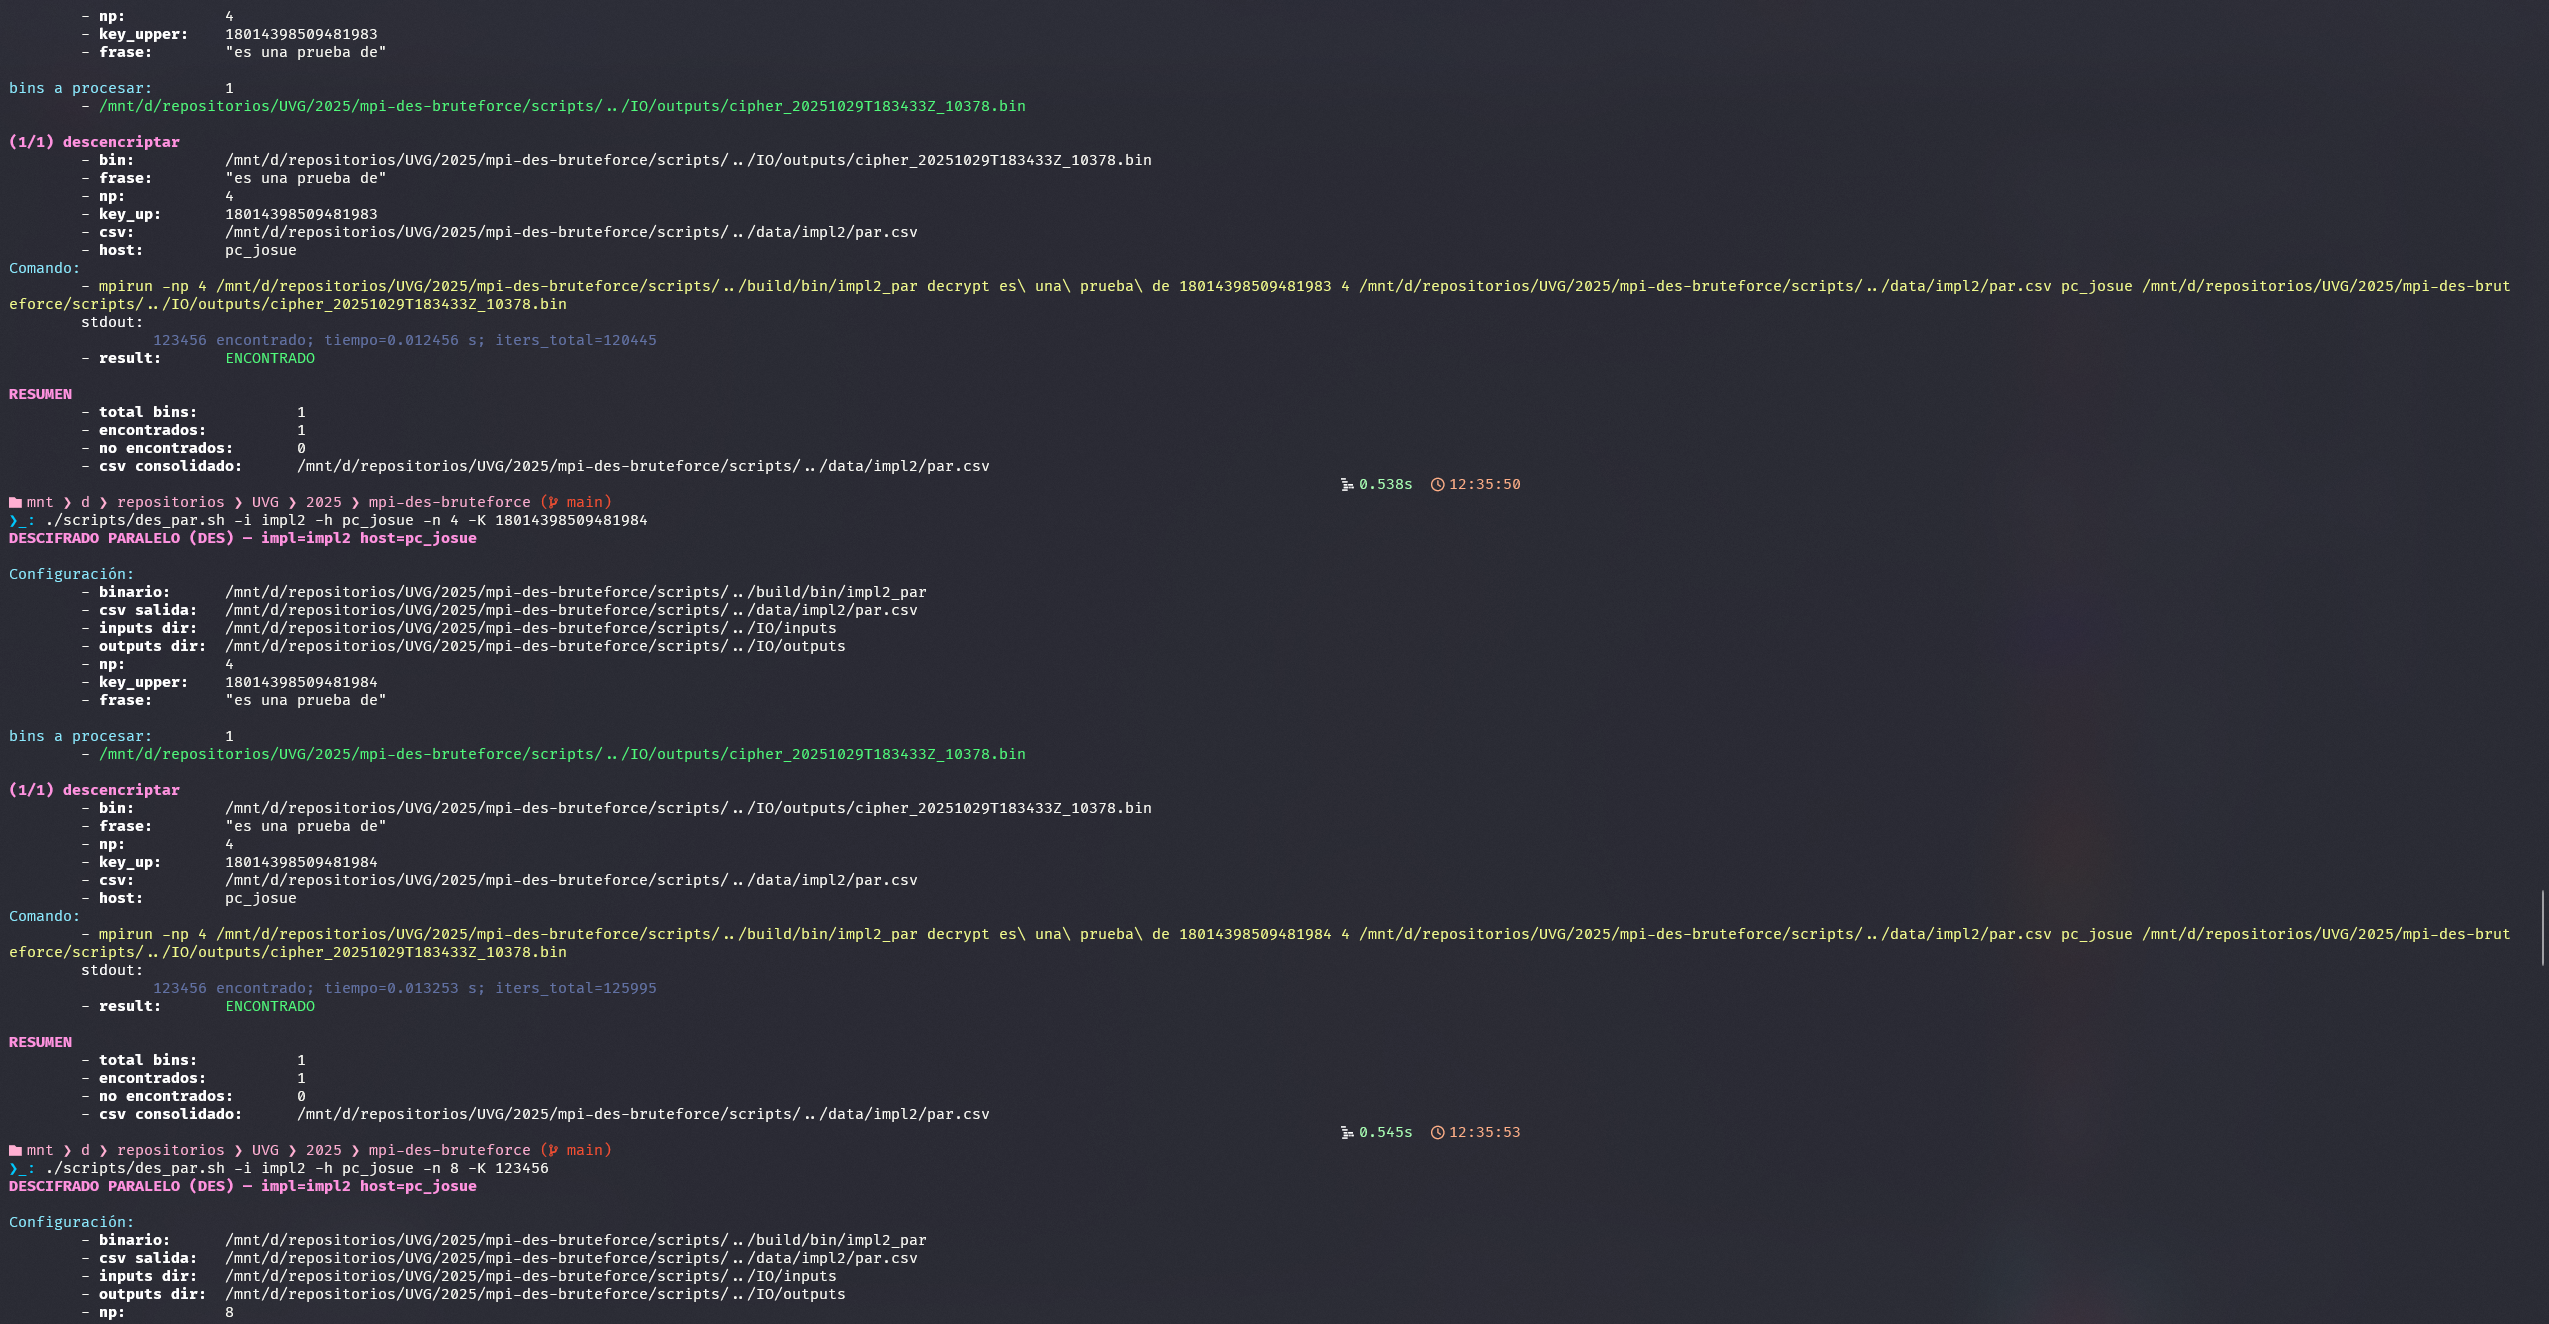 - np: 4
- key_upper: 18014398509481983
- frase: "es una prueba de"
bins a procesar: 1
- /mnt/d/repositorios/UVG/2025/mpi-des-bruteforce/scripts/../IO/outputs/cipher_20251029T183433Z_10378.bin
(1/1) descencriptar
- bin: /mnt/d/repositorios/UVG/2025/mpi-des-bruteforce/scripts/../IO/outputs/cipher_20251029T183433Z_10378.bin
- frase: "es una prueba de"
- np: 4
- key_up: 18014398509481983
- csv: /mnt/d/repositorios/UVG/2025/mpi-des-bruteforce/scripts/../data/impl2/par.csv
- host: pc_josue
Comando:
- mpirun -np 4 /mnt/d/repositorios/UVG/2025/mpi-des-bruteforce/scripts/../build/bin/impl2_par decrypt es\ una\ prueba\ de 18014398509481983 4 /mnt/d/repositorios/UVG/2025/mpi-des-bruteforce/scripts/../data/impl2/par.csv pc_josue /mnt/d/repositorios/UVG/2025/mpi-des-brut
eforce/scripts/../IO/outputs/cipher_20251029T183433Z_10378.bin
stdout:
123456 encontrado; tiempo=0.012456 s; iters_total=120445
- result: ENCONTRADO
RESUMEN
- total bins: 1
- encontrados: 1
- no encontrados: 0
- csv consolidado: /mnt/d/repositorios/UVG/2025/mpi-des-bruteforce/scripts/../data/impl2/par.csv
0.538s 12:35:50
mnt ❯ d ❯ repositorios ❯ UVG ❯ 2025 ❯ mpi-des-bruteforce ( main)
❯_: ./scripts/des_par.sh -i impl2 -h pc_josue -n 4 -K 18014398509481984
DESCIFRADO PARALELO (DES) — impl=impl2 host=pc_josue
Configuración:
- binario: /mnt/d/repositorios/UVG/2025/mpi-des-bruteforce/scripts/../build/bin/impl2_par
- csv salida: /mnt/d/repositorios/UVG/2025/mpi-des-bruteforce/scripts/../data/impl2/par.csv
- inputs dir: /mnt/d/repositorios/UVG/2025/mpi-des-bruteforce/scripts/../IO/inputs
- outputs dir: /mnt/d/repositorios/UVG/2025/mpi-des-bruteforce/scripts/../IO/outputs
- np: 4
- key_upper: 18014398509481984
- frase: "es una prueba de"
bins a procesar: 1
- /mnt/d/repositorios/UVG/2025/mpi-des-bruteforce/scripts/../IO/outputs/cipher_20251029T183433Z_10378.bin
(1/1) descencriptar
- bin: /mnt/d/repositorios/UVG/2025/mpi-des-bruteforce/scripts/../IO/outputs/cipher_20251029T183433Z_10378.bin
- frase: "es una prueba de"
- np: 4
- key_up: 18014398509481984
- csv: /mnt/d/repositorios/UVG/2025/mpi-des-bruteforce/scripts/../data/impl2/par.csv
- host: pc_josue
Comando:
- mpirun -np 4 /mnt/d/repositorios/UVG/2025/mpi-des-bruteforce/scripts/../build/bin/impl2_par decrypt es\ una\ prueba\ de 18014398509481984 4 /mnt/d/repositorios/UVG/2025/mpi-des-bruteforce/scripts/../data/impl2/par.csv pc_josue /mnt/d/repositorios/UVG/2025/mpi-des-brut
eforce/scripts/../IO/outputs/cipher_20251029T183433Z_10378.bin
stdout:
123456 encontrado; tiempo=0.013253 s; iters_total=125995
- result: ENCONTRADO
RESUMEN
- total bins: 1
- encontrados: 1
- no encontrados: 0
- csv consolidado: /mnt/d/repositorios/UVG/2025/mpi-des-bruteforce/scripts/../data/impl2/par.csv
0.545s 12:35:53
mnt ❯ d ❯ repositorios ❯ UVG ❯ 2025 ❯ mpi-des-bruteforce ( main)
❯_: ./scripts/des_par.sh -i impl2 -h pc_josue -n 8 -K 123456
DESCIFRADO PARALELO (DES) — impl=impl2 host=pc_josue
Configuración:
- binario: /mnt/d/repositorios/UVG/2025/mpi-des-bruteforce/scripts/../build/bin/impl2_par
- csv salida: /mnt/d/repositorios/UVG/2025/mpi-des-bruteforce/scripts/../data/impl2/par.csv
- inputs dir: /mnt/d/repositorios/UVG/2025/mpi-des-bruteforce/scripts/../IO/inputs
- outputs dir: /mnt/d/repositorios/UVG/2025/mpi-des-bruteforce/scripts/../IO/outputs
- np: 8